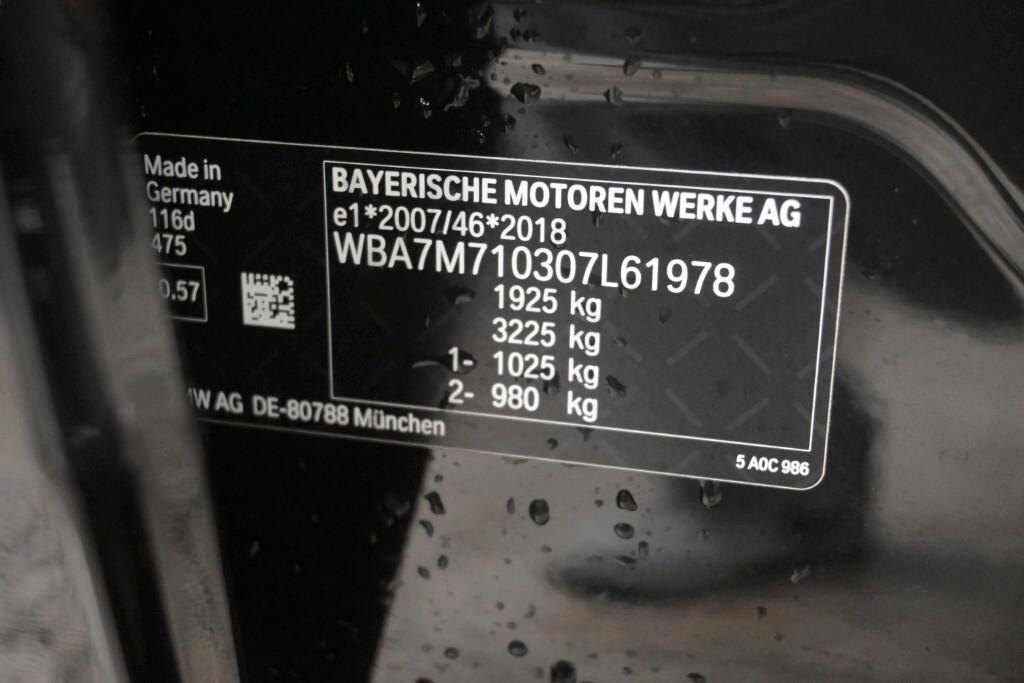 Made in
Germany
116d
475
0.57
BAYERISCHE MOTOREN WERKE AG
e1*2007/46*2018
WBA7M710307L61978
1925 kg
3225 kg
1- 1025 kg
2- 980 kg
AG DE-80788 München
5 A0C 986